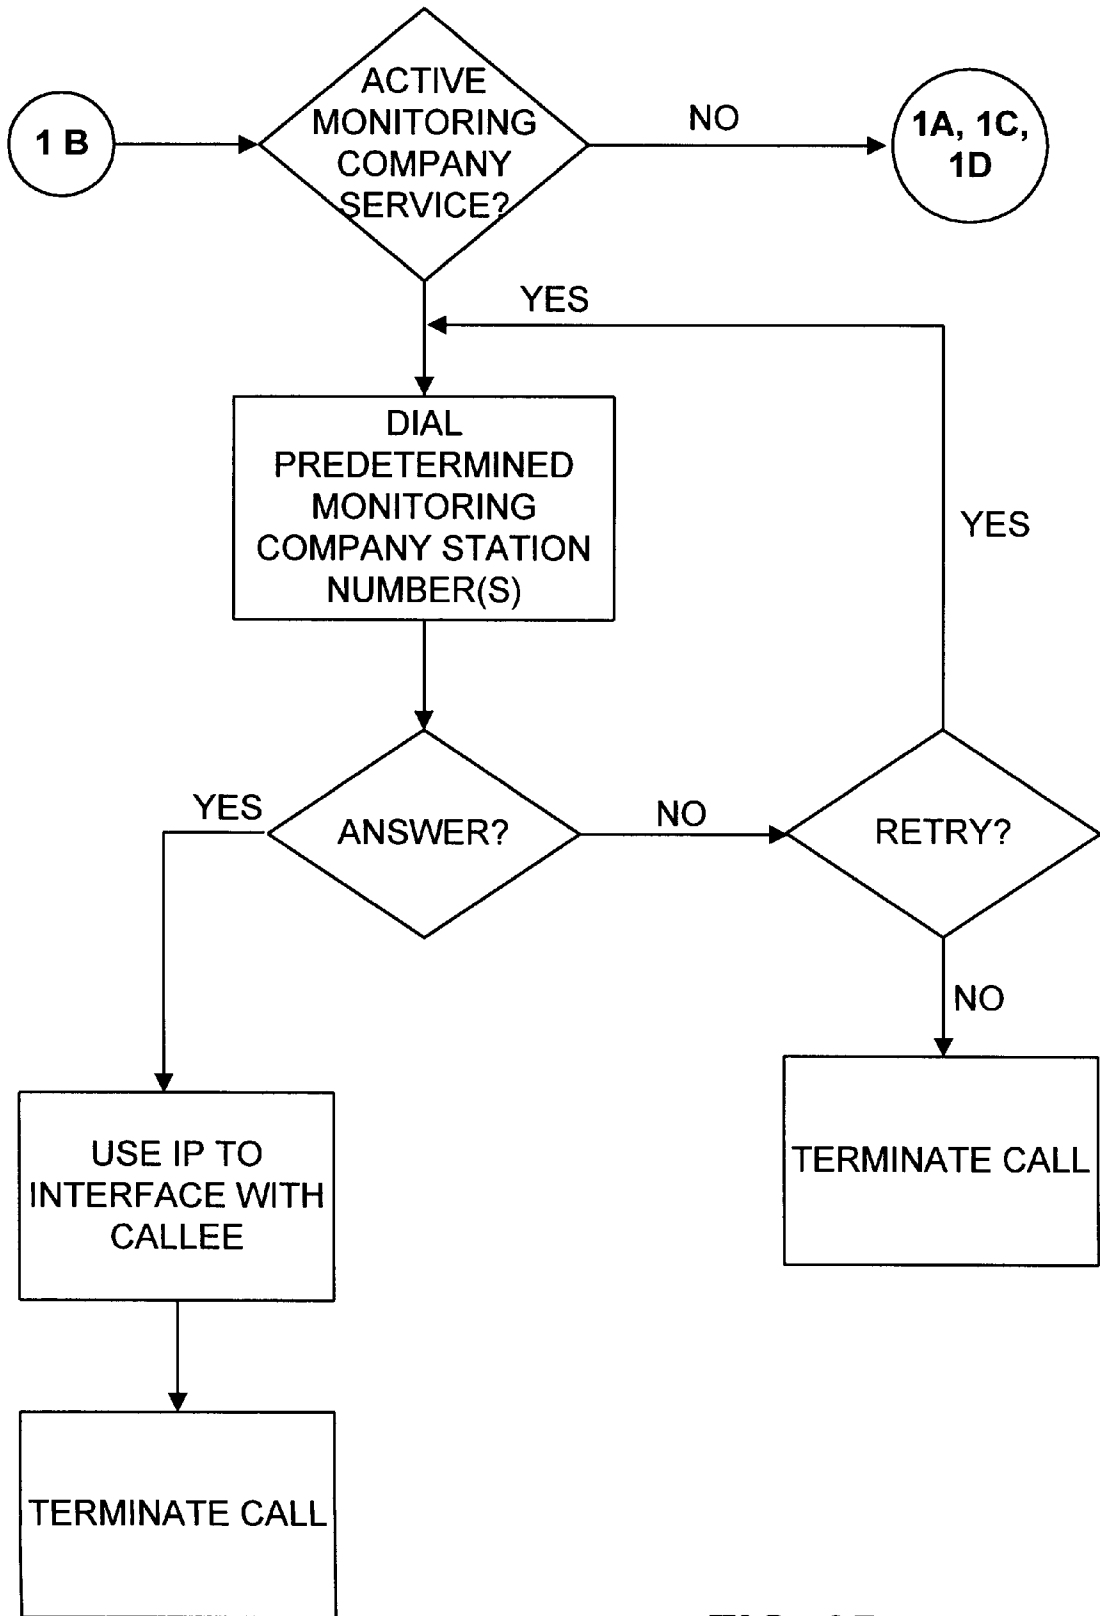 1 B
ACTIVE
MONITORING
COMPANY
SERVICE?
NO
1A, 1C,
1D
YES
DIAL
PREDETERMINED
MONITORING
COMPANY STATION
NUMBER(S)
YES
YES
ANSWER?
NO
RETRY?
NO
USE IP TO
INTERFACE WITH
CALLEE
TERMINATE CALL
TERMINATE CALL